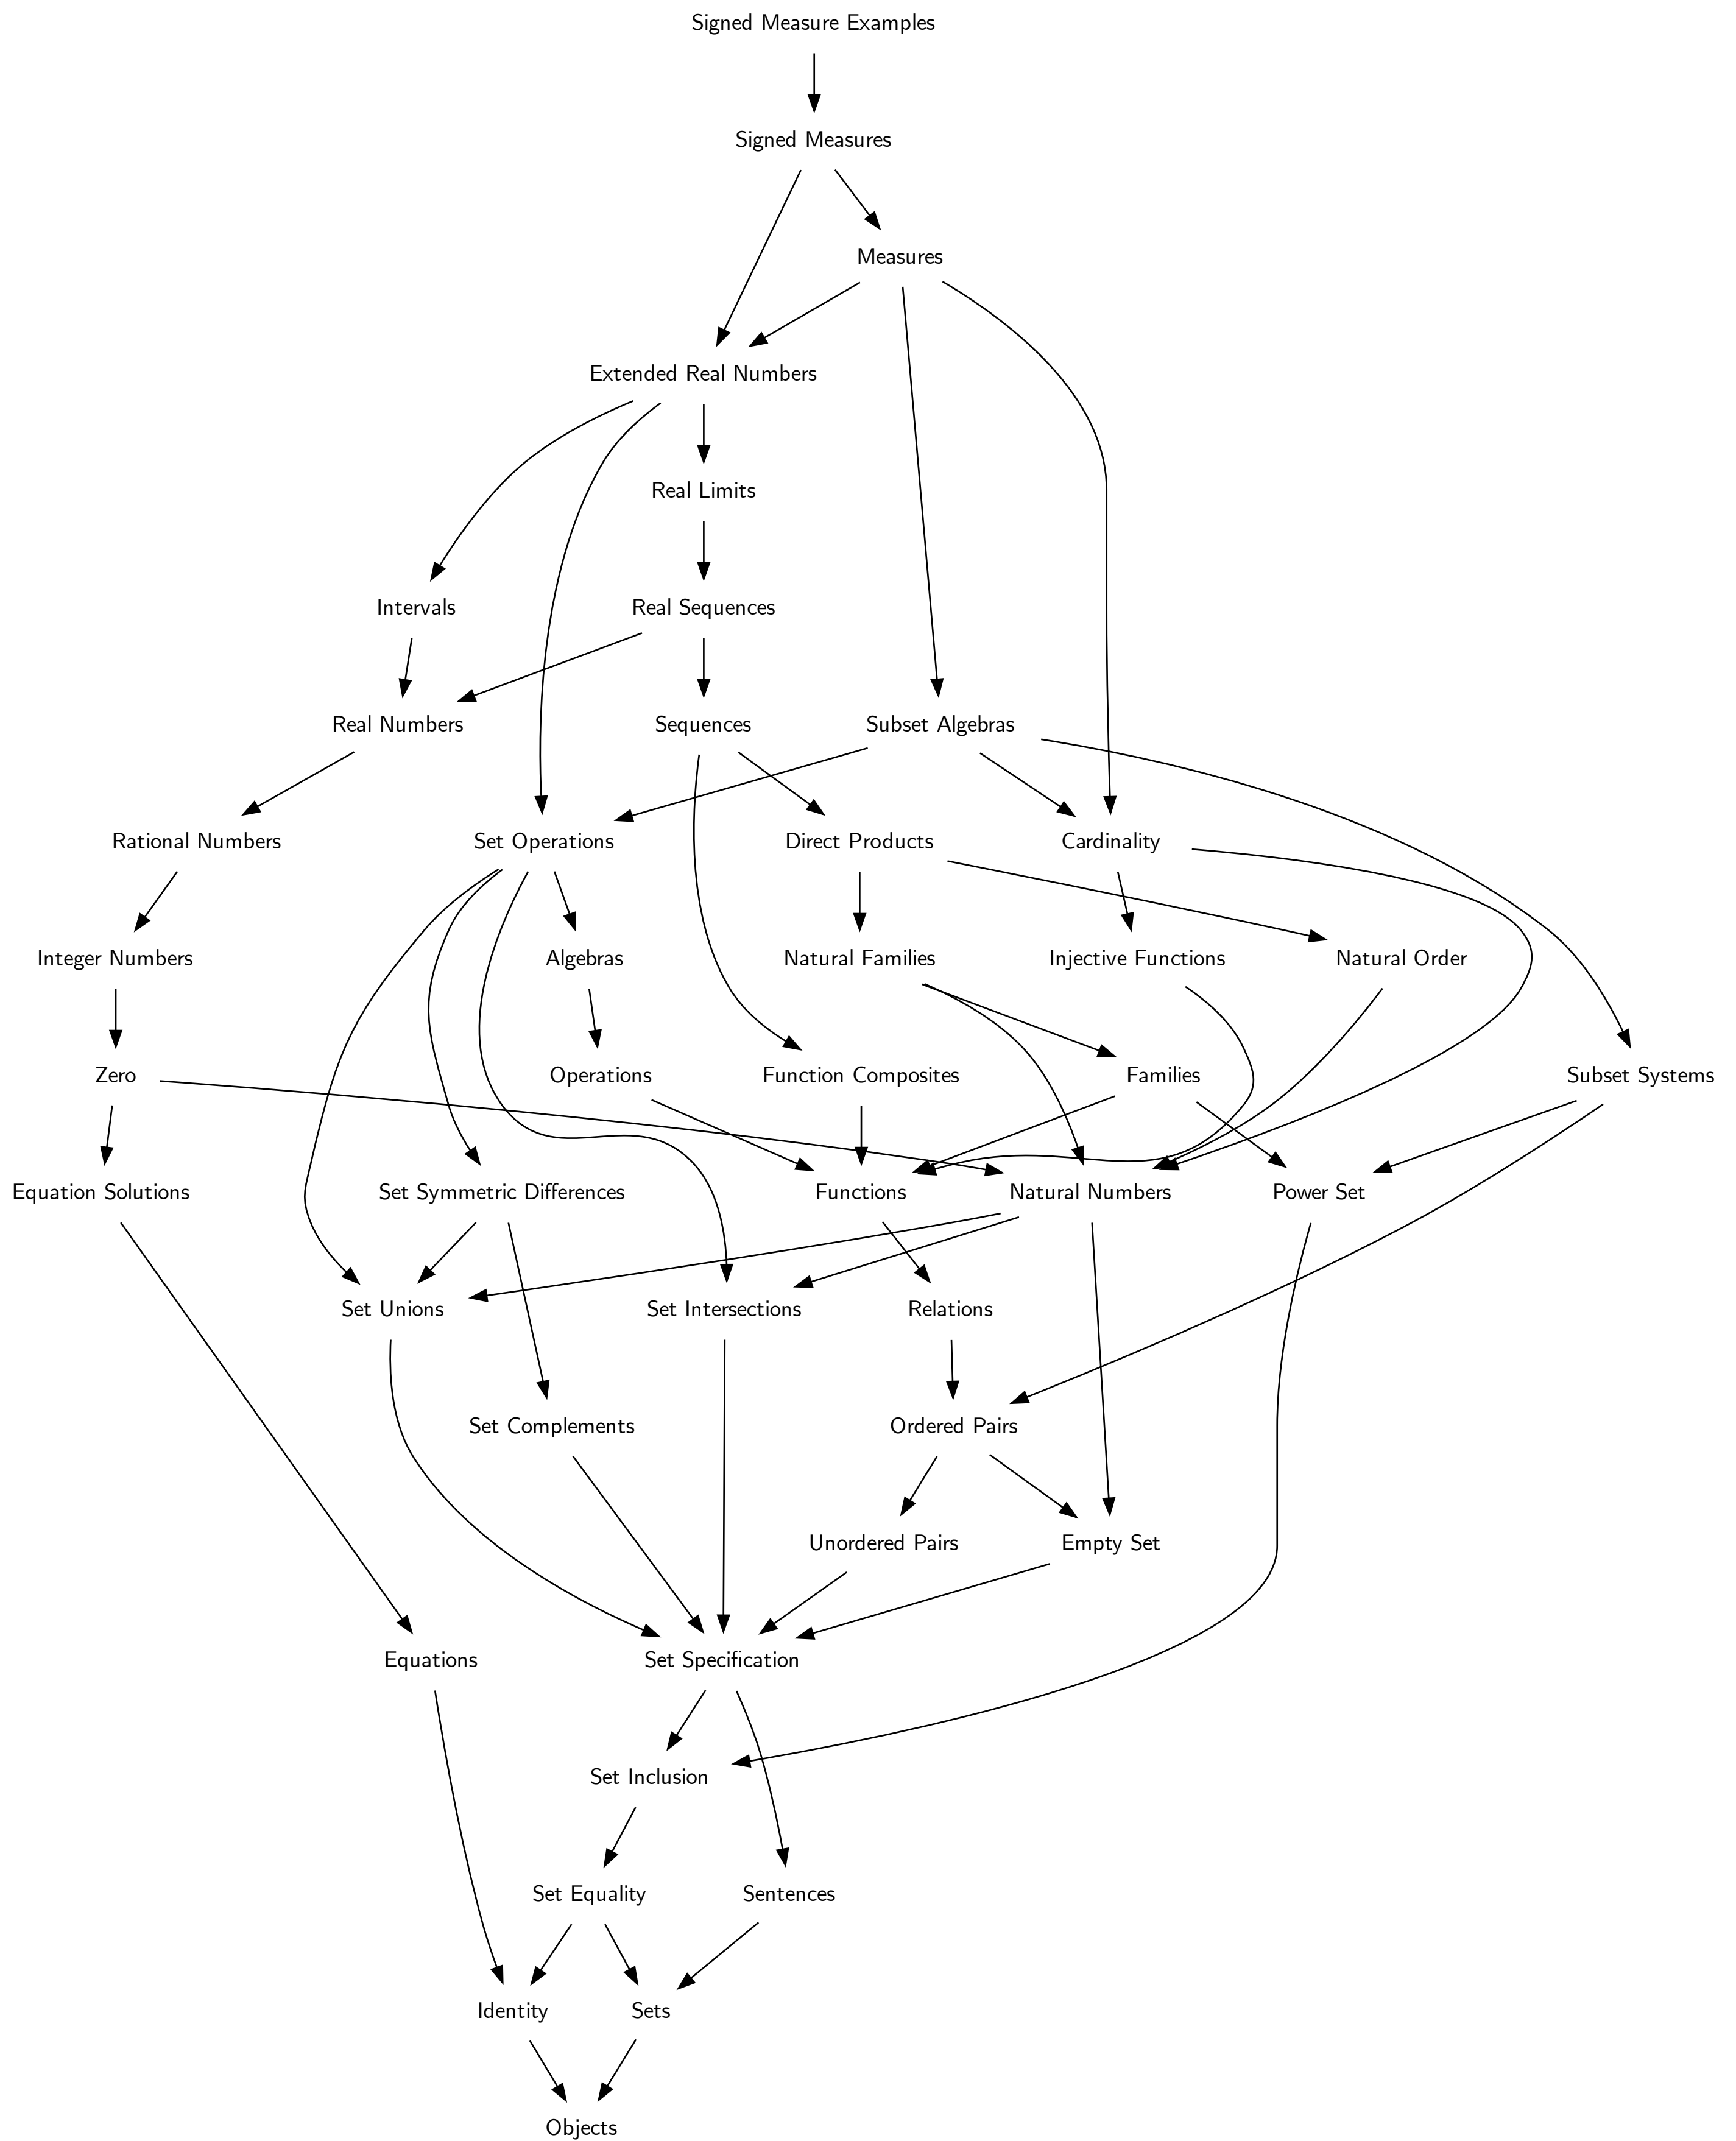 Signed Measure Examples
Signed Measures
Measures
Extended Real Numbers
Real Limits
Intervals
Real Sequences
Real Numbers
Sequences
Subset Algebras
Rational Numbers
Set Operations
Direct Products
Cardinality
Integer Numbers
Algebras
Natural Families
Injective Functions
Natural Order
Zero
Operations
Function Composites
Families
Subset Systems
Equation Solutions
Set Symmetric Differences
Functions
Natural Numbers
Power Set
Set Unions
Set Intersections
Relations
Set Complements
Ordered Pairs
Unordered Pairs
Empty Set
Equations
Set Specification
Set Inclusion
Set Equality
Sentences
Identity
Sets
Objects